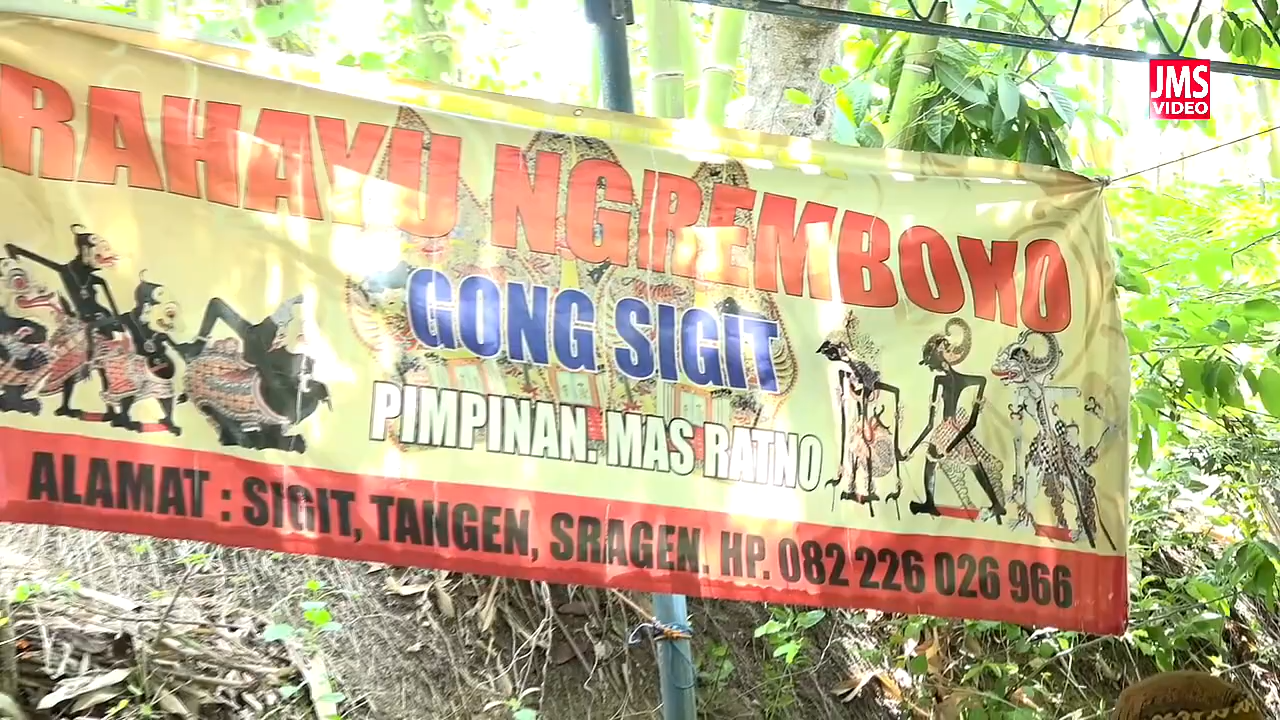 RAHAYU NGREMBOYO
GONG SIGIT
PIMPINAN. MAS RATNO
ALAMAT : SIGIT, TANGEN, SRAGEN. HP. 082 226 026 966
JMS
VIDEO